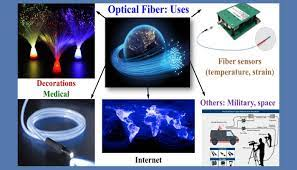 Optical Fiber: Uses
Fiber sensors
(temperature, strain)
Decorations
Medical
Others: Military, space
Internet